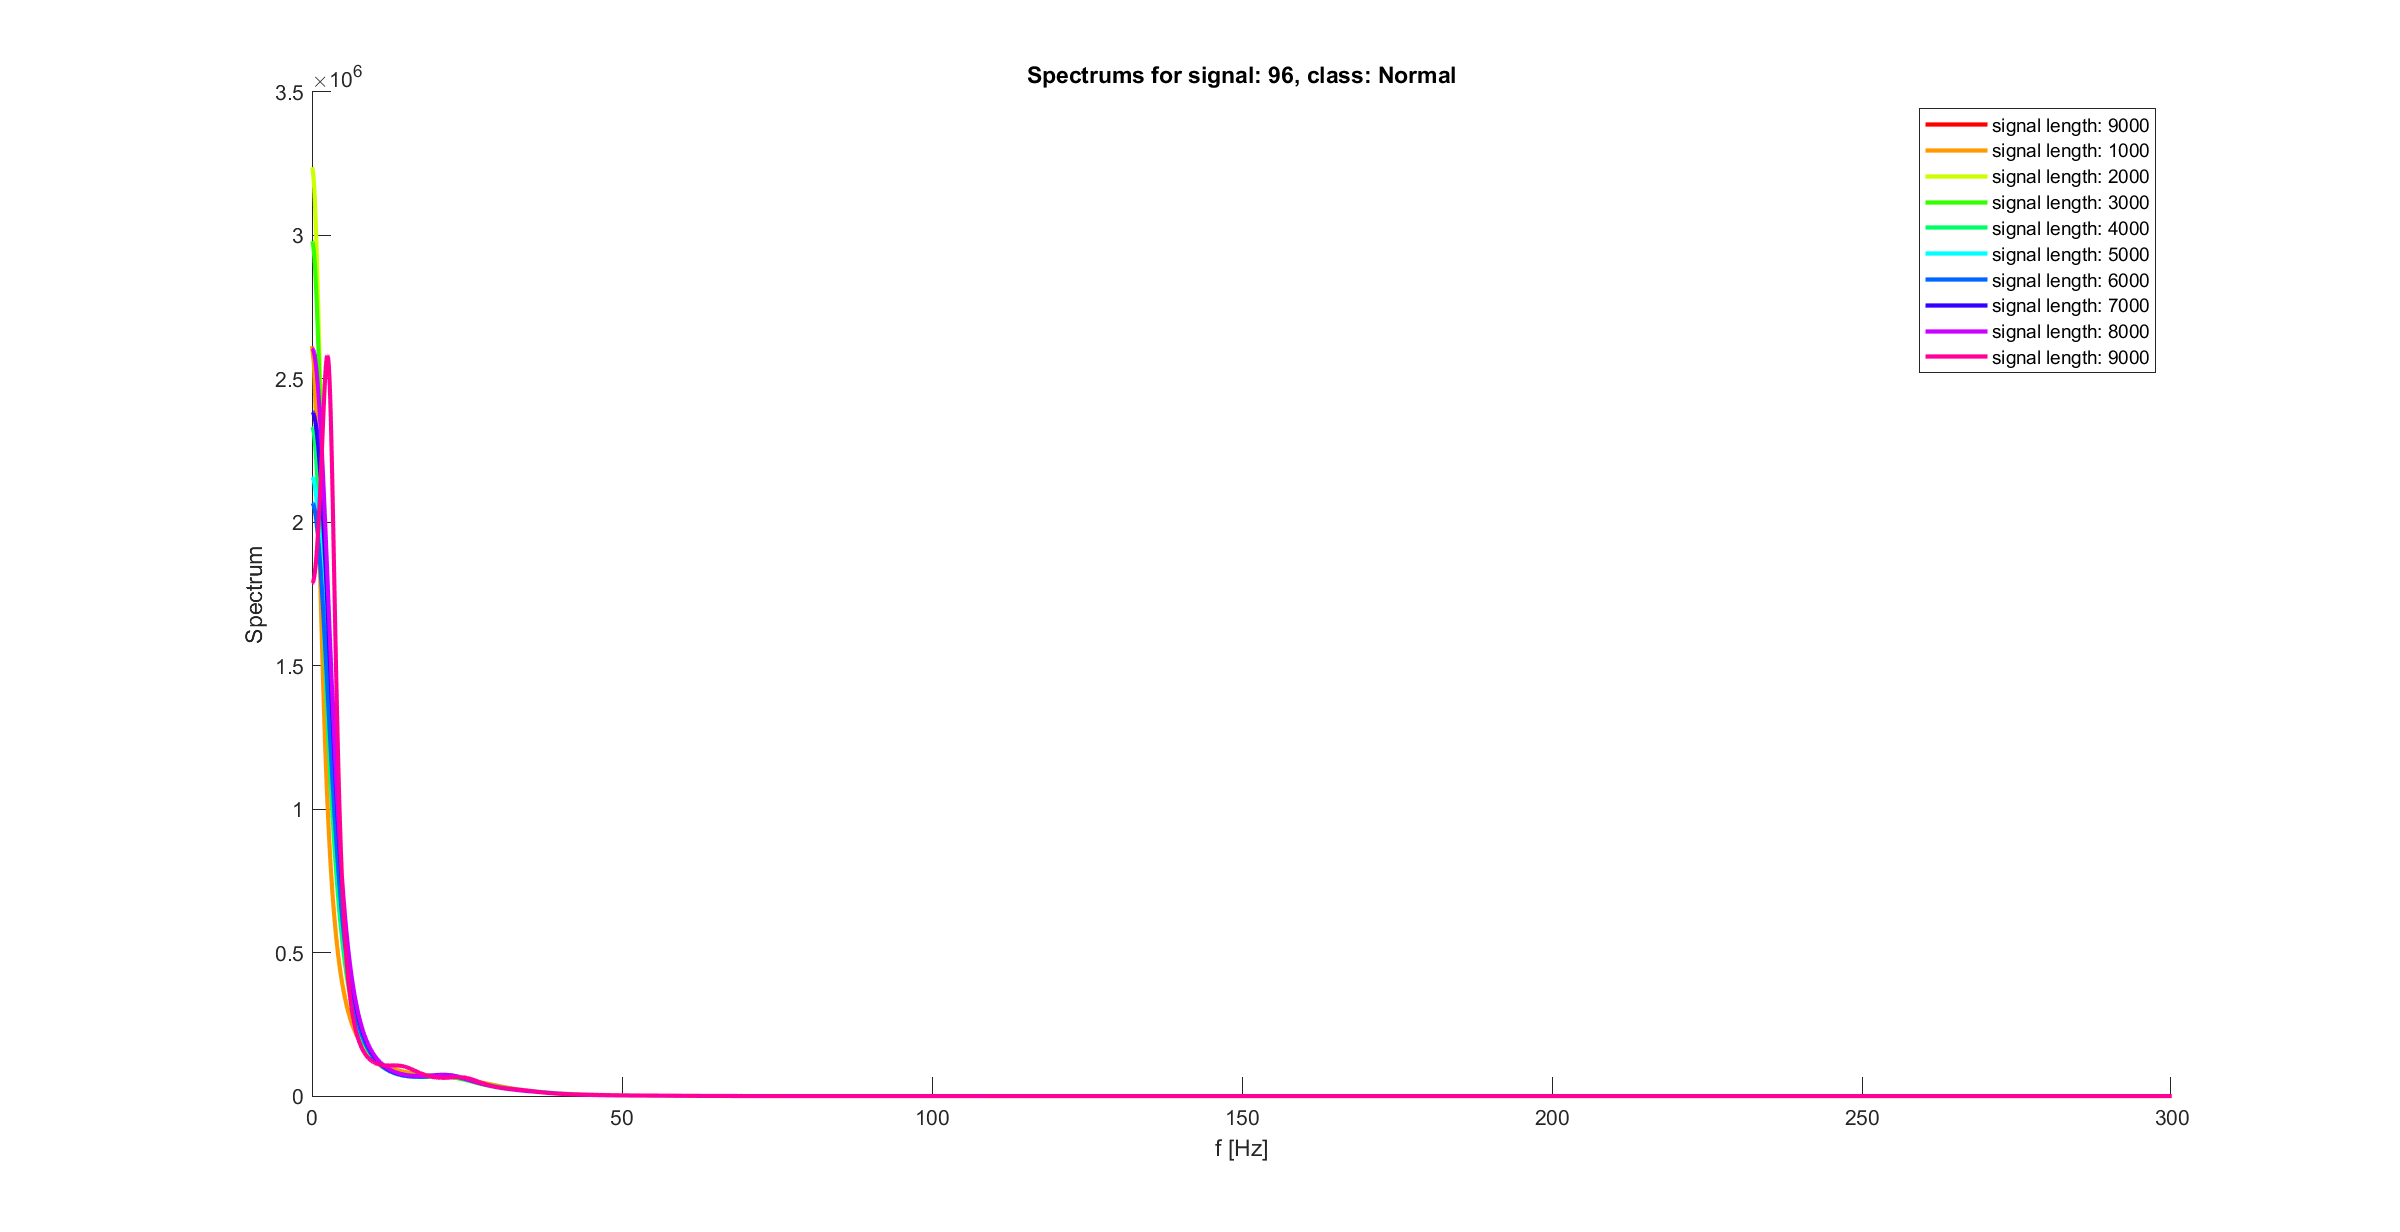 Spectrums for signal: 96, class: Normal
×10^6
3.5
3
2.5
2
1.5
1
0.5
0
Spectrum
0 50 100 150 200 250 300
f [Hz]
signal length: 9000
signal length: 1000
signal length: 2000
signal length: 3000
signal length: 4000
signal length: 5000
signal length: 6000
signal length: 7000
signal length: 8000
signal length: 9000